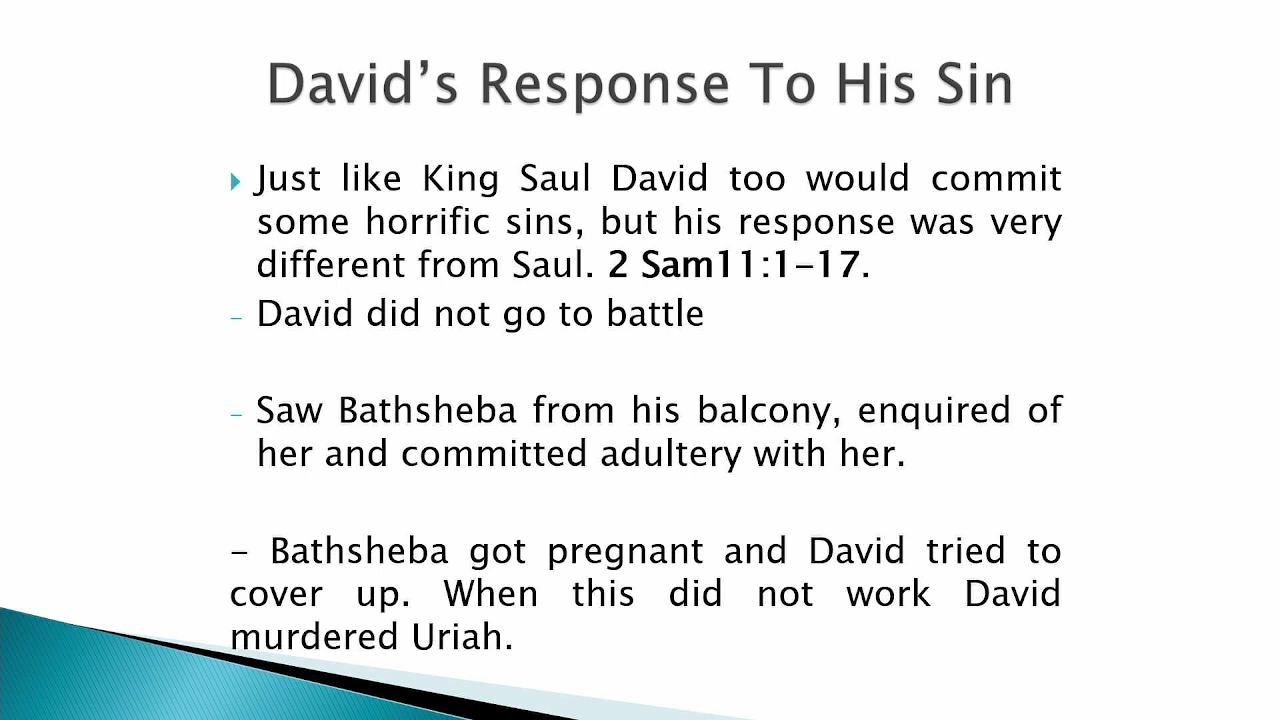 David’s Response To His Sin
Just like King Saul David too would commit
some horrific sins, but his response was very
different from Saul. 2 Sam11:1-17.
- David did not go to battle
- Saw Bathsheba from his balcony, enquired of
her and committed adultery with her.
- Bathsheba got pregnant and David tried to
cover up. When this did not work David
murdered Uriah.